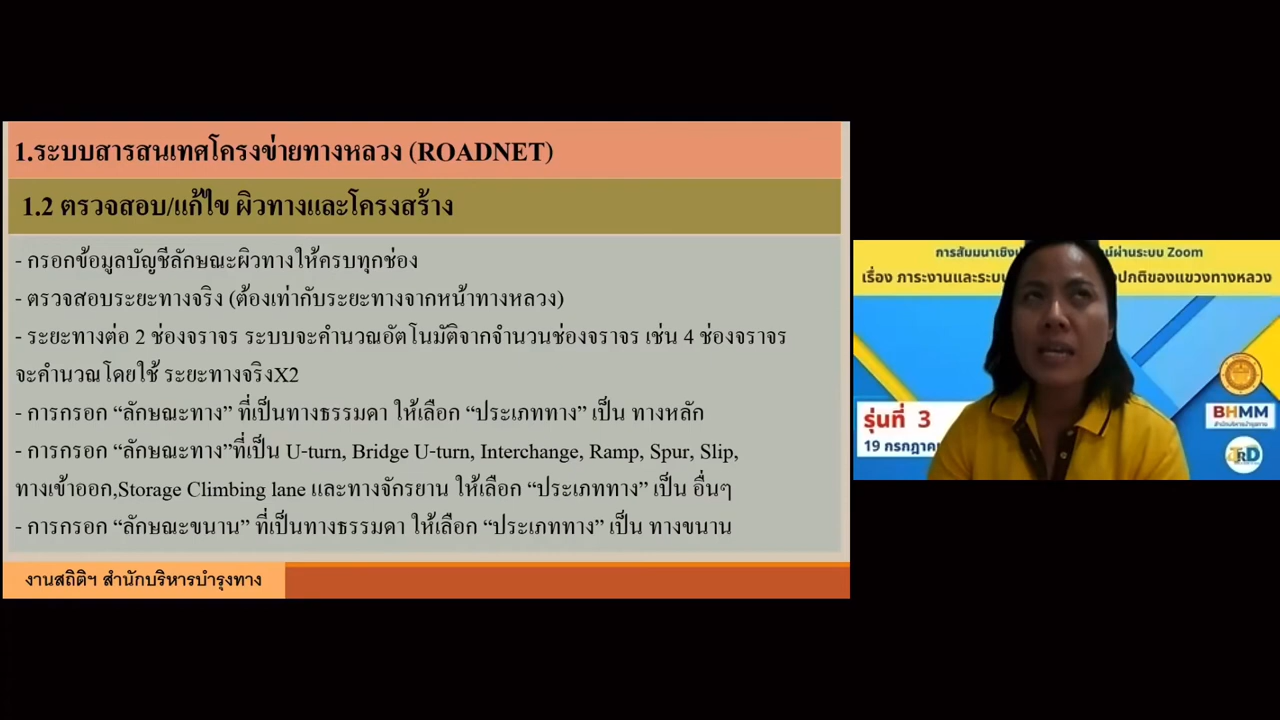 1.ระบบสารสนเทศโครงข่ายทางหลวง (ROADNET)
1.2 ตรวจสอบ/แก้ไข ผิวทางและโครงสร้าง
- กรอกข้อมูลบัญชีลักษณะผิวทางให้ครบทุกช่อง
- ตรวจสอบระยะทางจริง (ต้องเท่ากับระยะทางจากหน้าทางหลวง)
- ระยะทางต่อ 2 ช่องจราจร ระบบจะคำนวณอัตโนมัติจากจำนวนช่องจราจร เช่น 4 ช่องจราจร
จะคำนวณโดยใช้ ระยะทางจริงX2
- การกรอก “ลักษณะทาง” ที่เป็นทางธรรมดา ให้เลือก “ประเภททาง” เป็น ทางหลัก
- การกรอก “ลักษณะทาง”ที่เป็น U-turn, Bridge U-turn, Interchange, Ramp, Spur, Slip,
ทางเข้าออก,Storage Climbing lane และทางจักรยาน ให้เลือก “ประเภททาง” เป็น อื่นๆ
- การกรอก “ลักษณะขนาน” ที่เป็นทางธรรมดา ให้เลือก “ประเภททาง” เป็น ทางขนาน
งานสถิติฯ สำนักบริหารบำรุงทาง
การสัมมนาเชิง น์ผ่านระบบ Zoom
เรื่อง ภาระงานและระบบ ปกติของแขวงทางหลวง
BHMM
สำนักบริหารบำรุงทาง
รุ่นที่ 3
19 กรกฎาคม